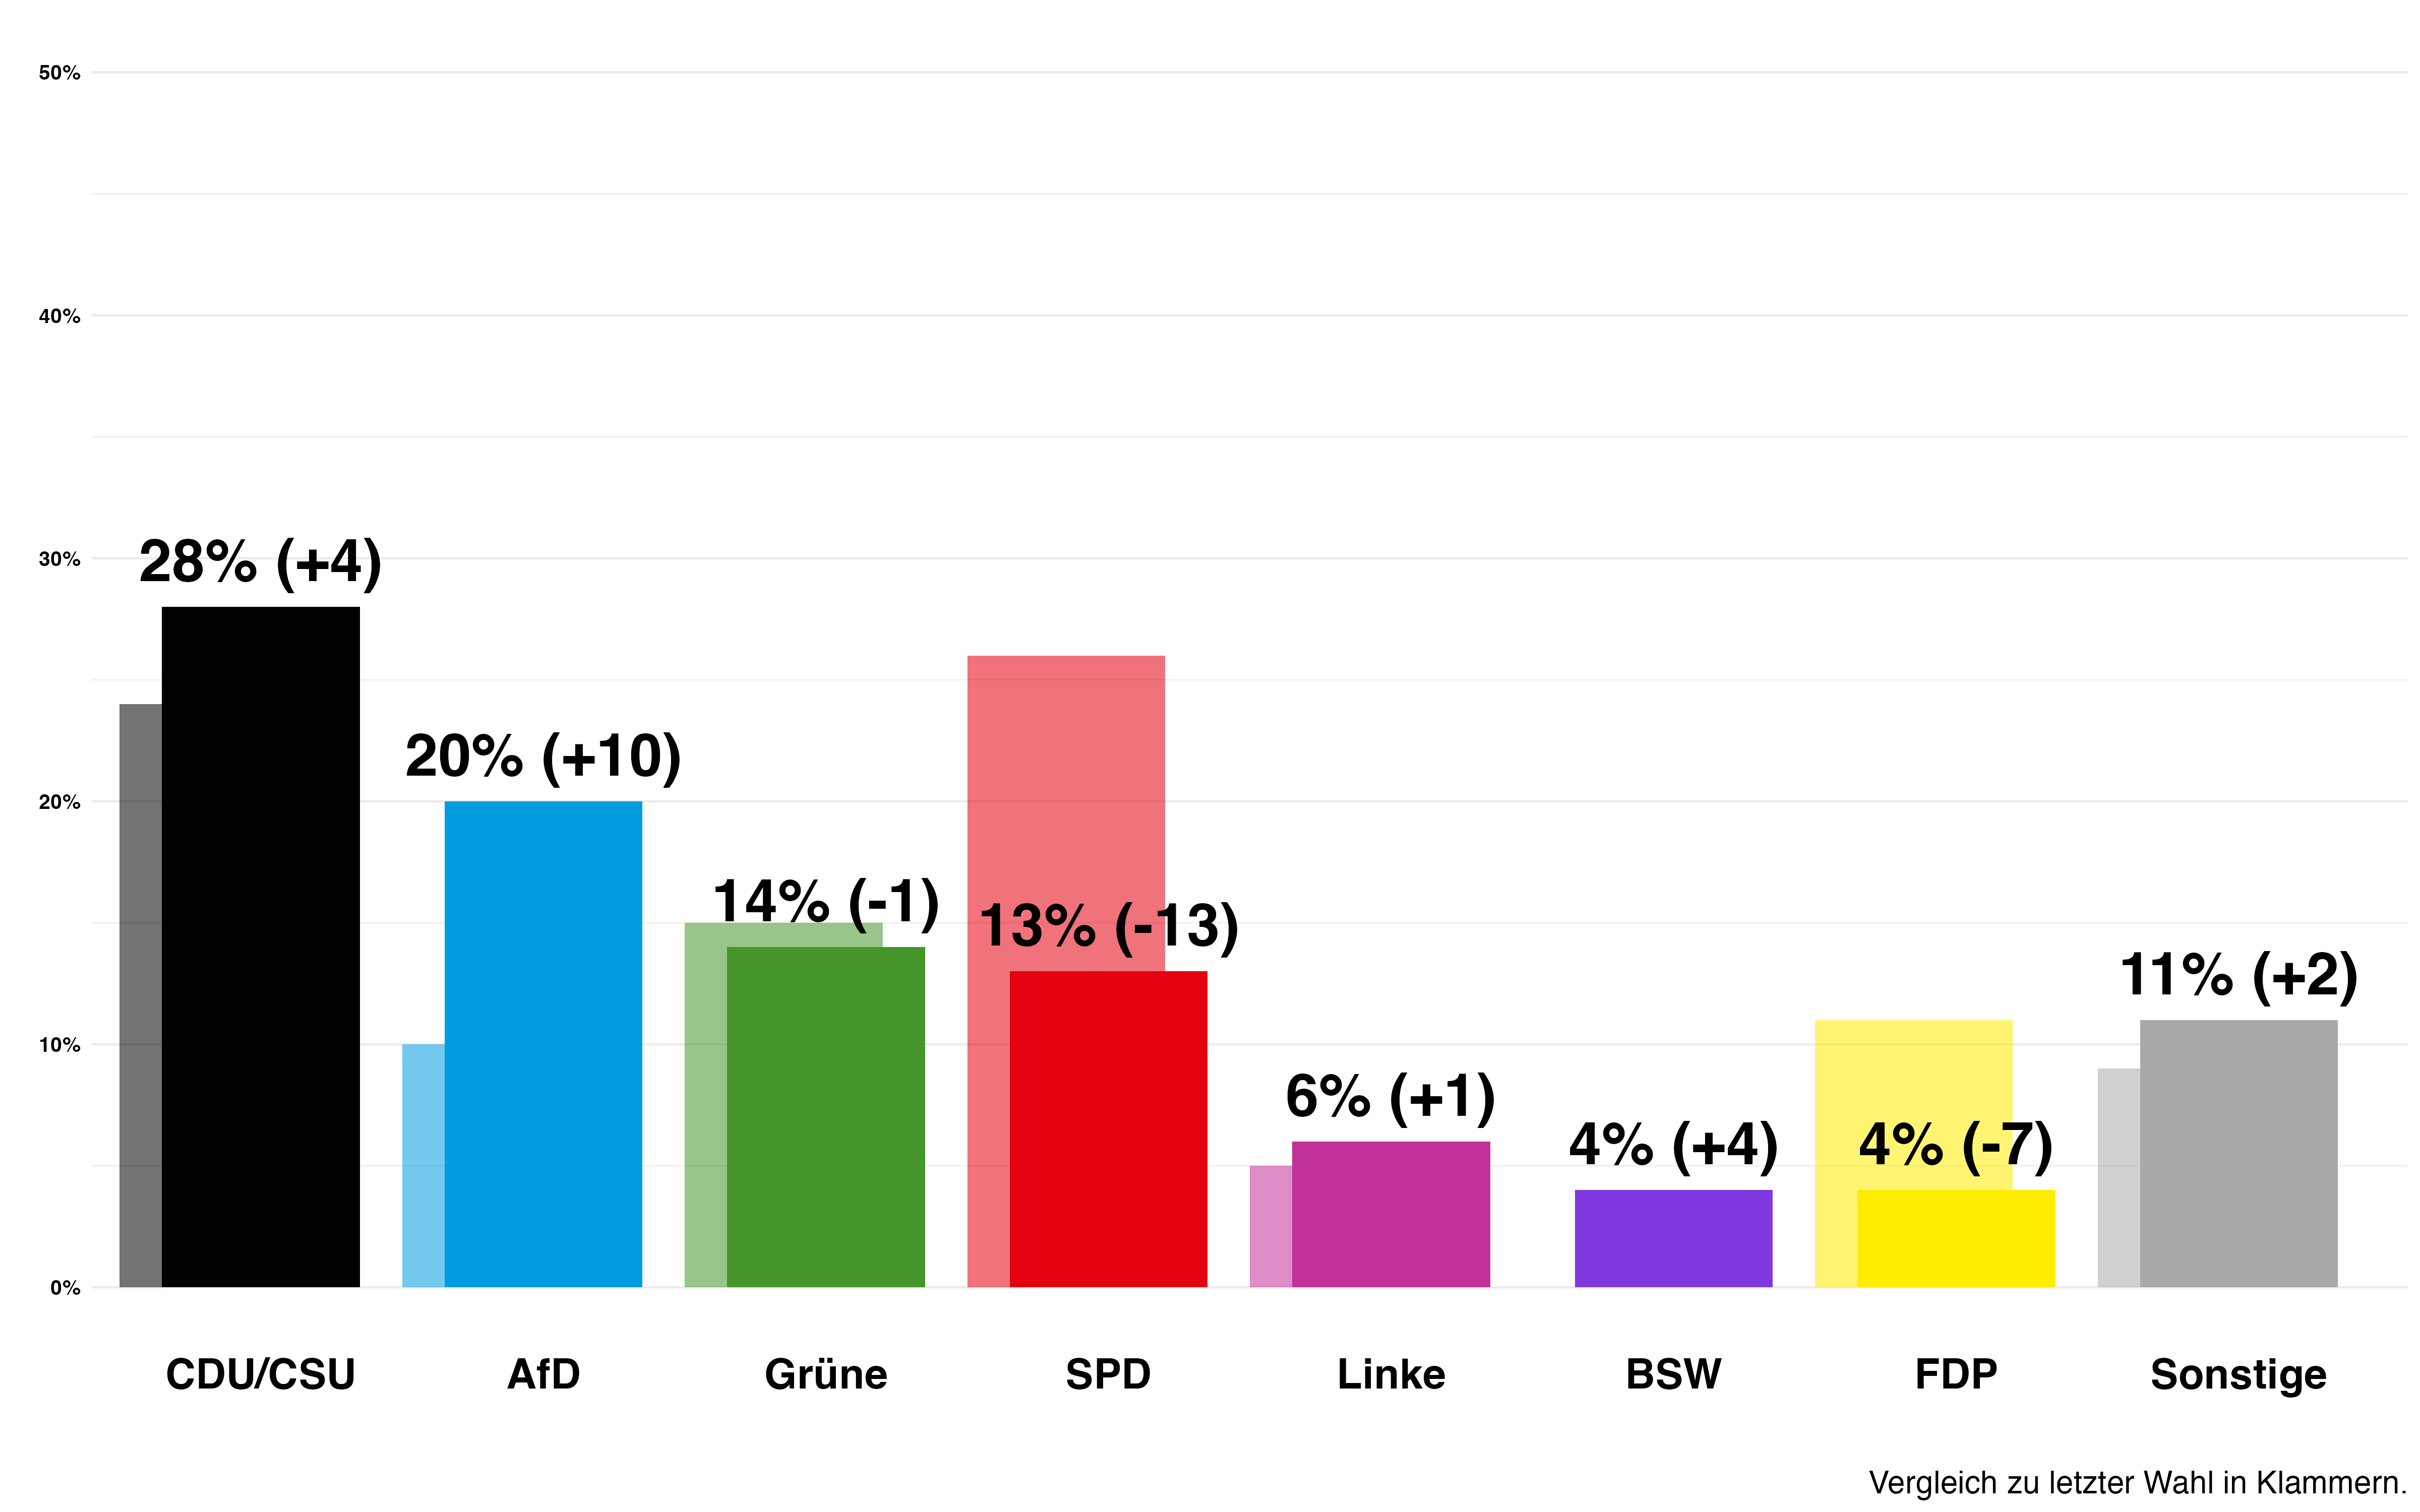 50%
40%
30%
20%
10%
0%
28% (+4)
20% (+10)
14% (-1)
13% (-13)
6% (+1)
4% (+4)
4% (-7)
11% (+2)
CDU/CSU
AfD
Grüne
SPD
Linke
BSW
FDP
Sonstige
Vergleich zu letzter Wahl in Klammern.